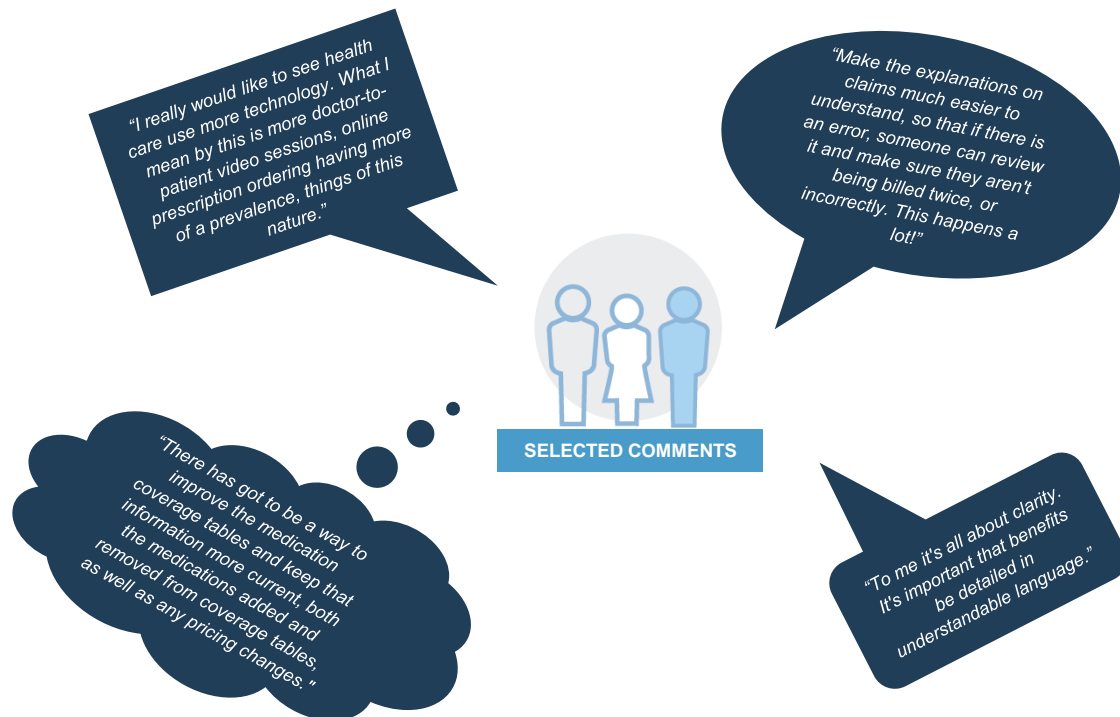 “I really would like to see health
care use more technology. What I
mean by this is more doctor-to-
patient video sessions, online
prescription ordering having more
of a prevalence, things of this
nature.”
“Make the explanations on
claims much easier to
understand, so that if there is
an error, someone can review
it and make sure they aren't
being billed twice, or
incorrectly. This happens a
lot!”
SELECTED COMMENTS
“There has got to be a way to
improve the medication
coverage tables and keep that
information more current, both
the medications added and
removed from coverage tables,
as well as any pricing changes."
“To me it's all about clarity.
It's important that benefits
be detailed in
understandable language.”